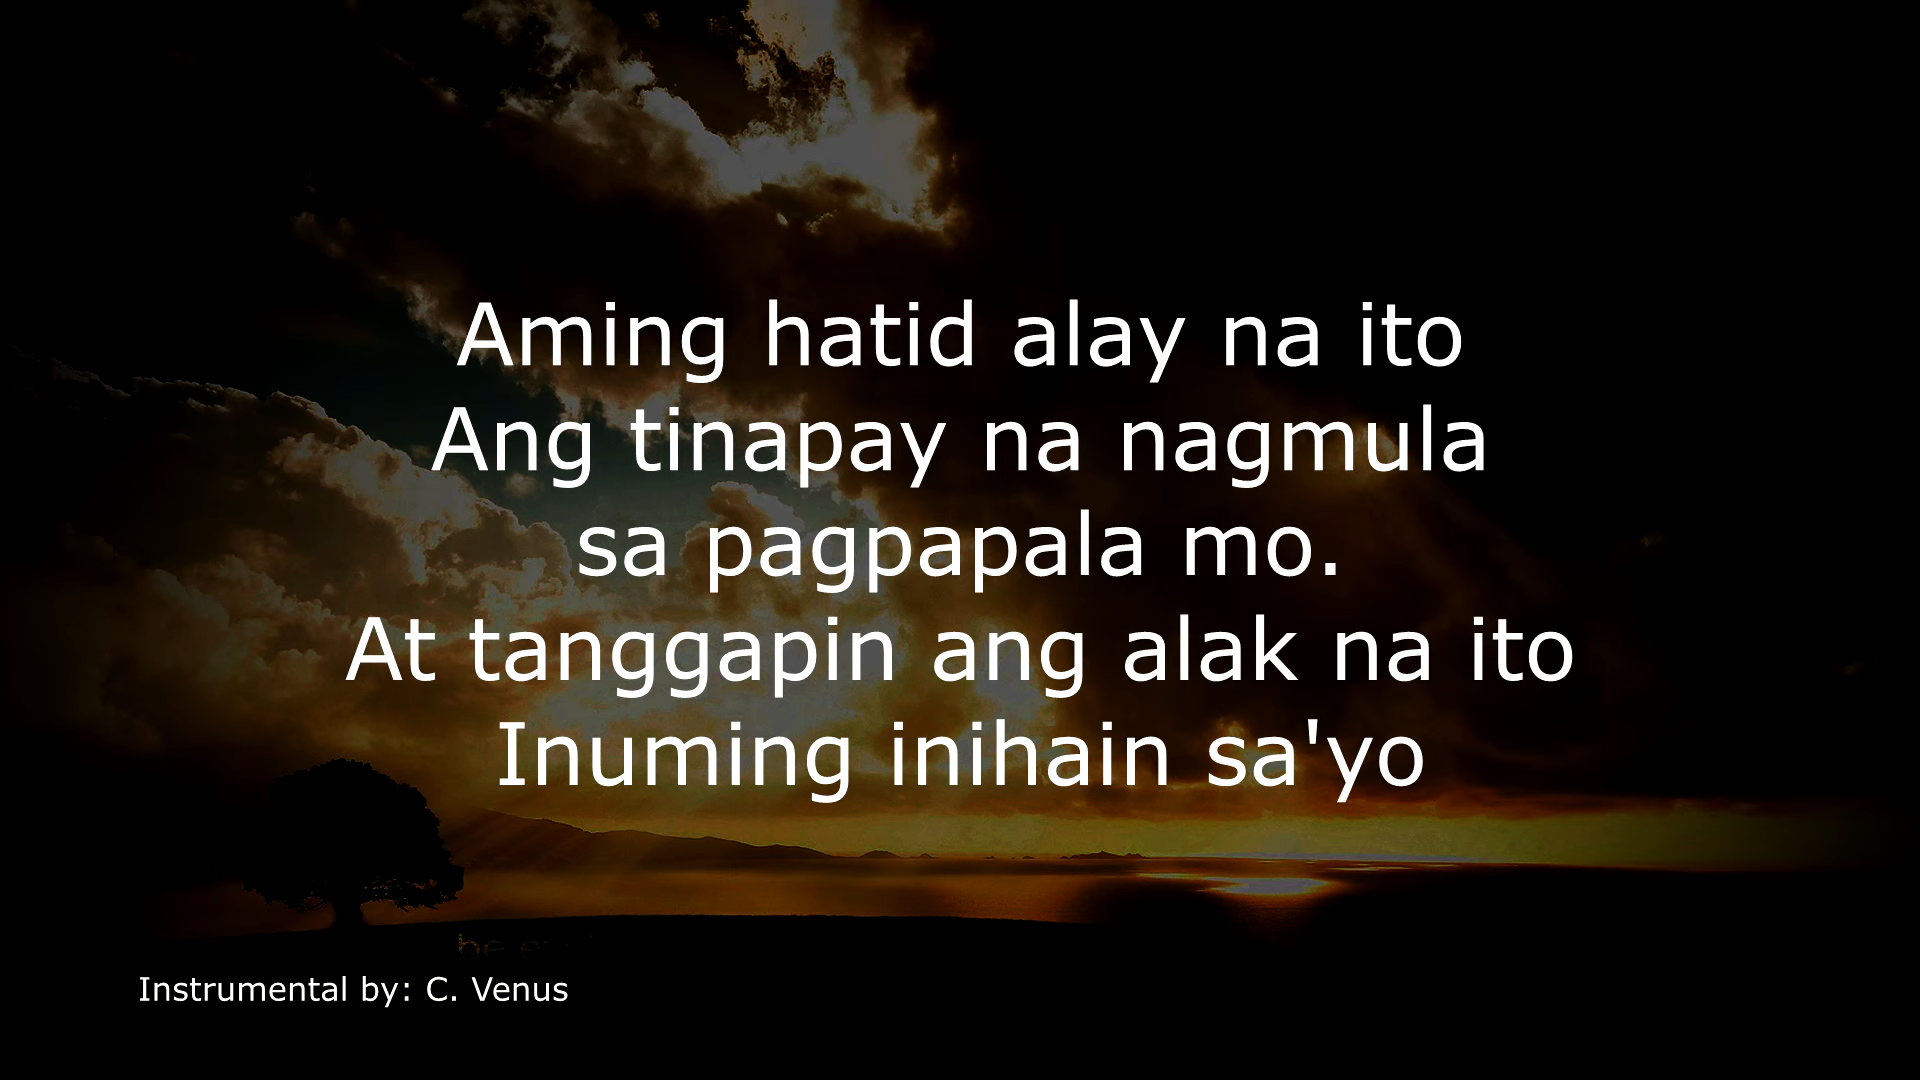 Aming hatid alay na ito
Ang tinapay na nagmula
sa pagpapala mo.
At tanggapin ang alak na ito
Inuming inihain sa'yo
be
Instrumental by: C. Venus